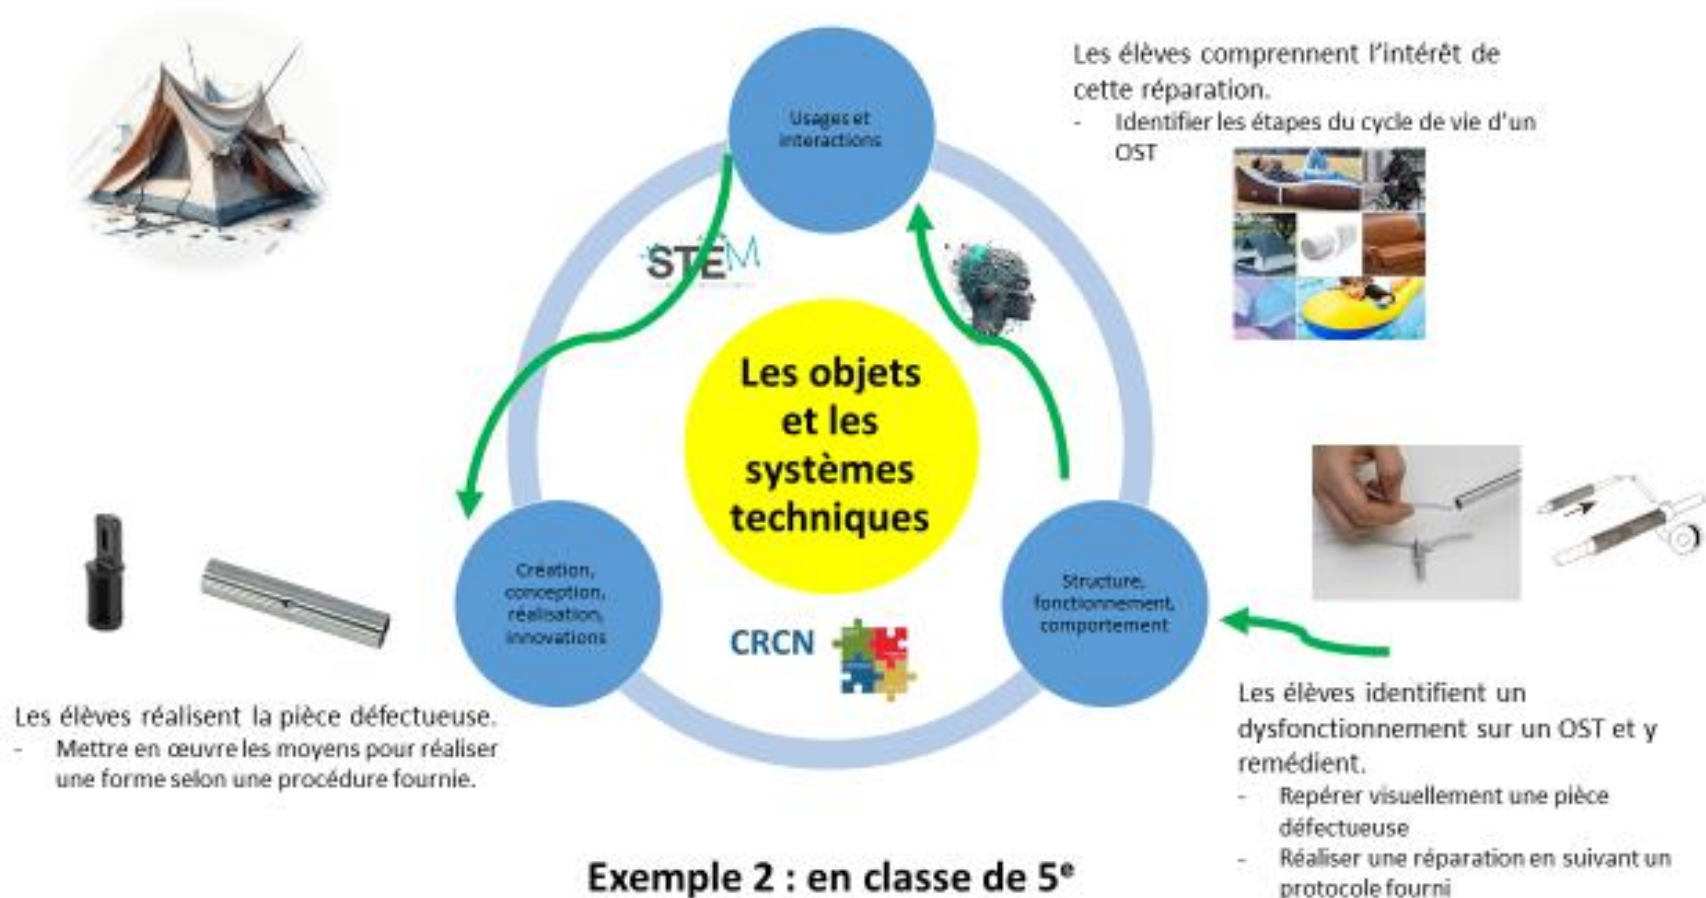 Les élèves comprennent l'intérêt de
cette réparation.
- Identifier les étapes du cycle de vie d'un
OST
Usages et
interactions
STEM
Les objets
et les
systèmes
techniques
Création,
conception,
réalisation,
innovations
Structure,
fonctionnement,
comportement
CRCN
Les élèves réalisent la pièce défectueuse.
- Mettre en œuvre les moyens pour réaliser
une forme selon une procédure fournie.
Les élèves identifient un
dysfonctionnement sur un OST et y
remédient.
- Repérer visuellement une pièce
défectueuse
- Réaliser une réparation en suivant un
protocole fourni
Exemple 2 : en classe de 5e